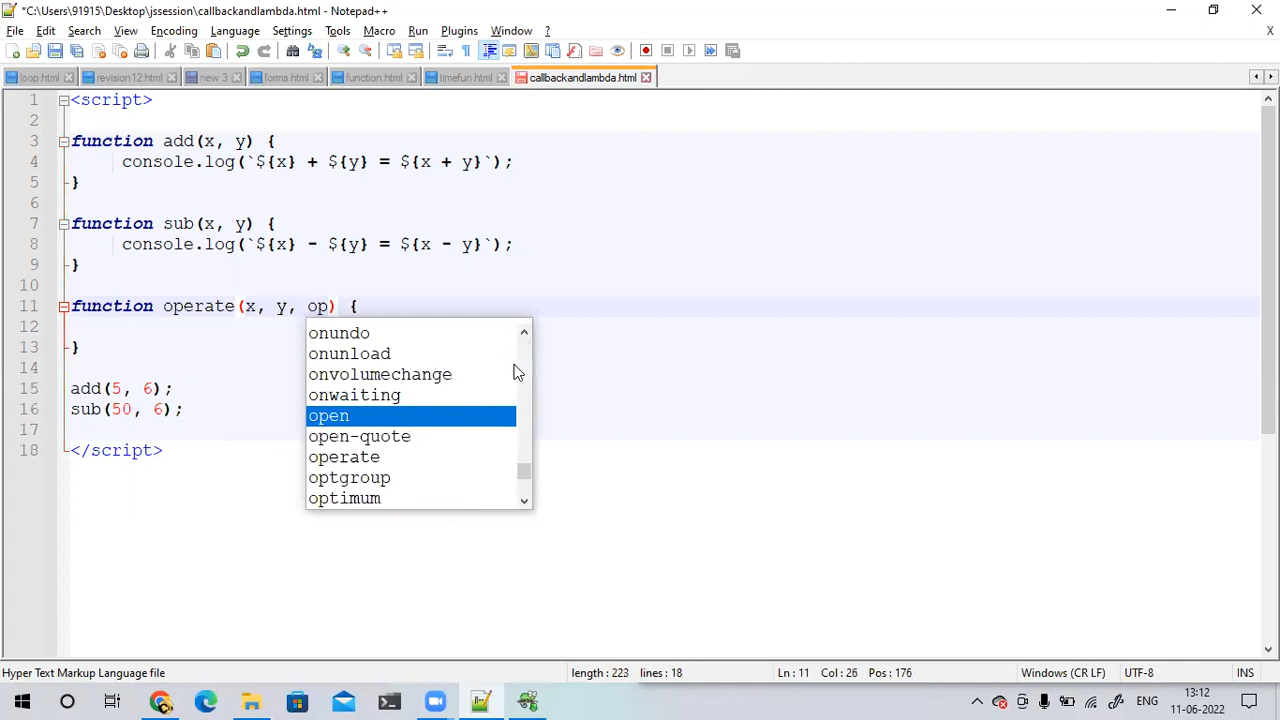 *C:\Users\91915\Desktop\jssession\callbackandlambda.html - Notepad++
File Edit Search View Encoding Language Settings Tools Macro Run Plugins Window ? X
loop.html revision12.html new 3 forms.html function.html timefun.html callbackandlambda.html
1 <script>
2
3 function add(x, y) {
4 console.log(`${x} + ${y} = ${x + y}`);
5 }
6
7 function sub(x, y) {
8 console.log(`${x} - ${y} = ${x - y}`);
9 }
10
11 function operate(x, y, op) {
12
13 }
14
15 add(5, 6);
16 sub(50, 6);
17
18 </script>
onundo
onunload
onvolumechange
onwaiting
open
open-quote
operate
optgroup
optimum
Hyper Text Markup Language file length : 223 lines : 18 Ln : 11 Col : 26 Pos : 176 Windows (CR LF) UTF-8 INS
ENG 13:12
11-06-2022